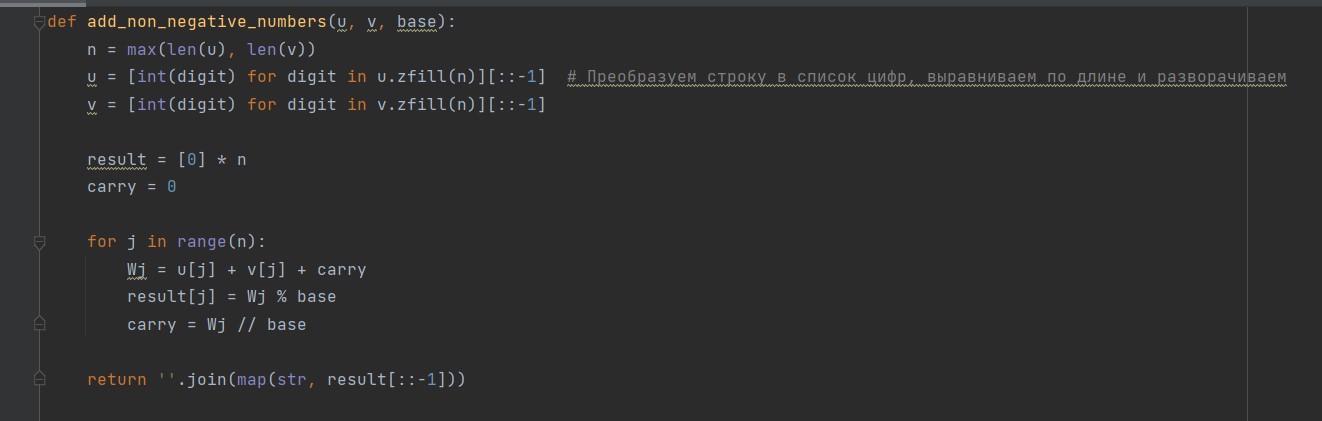 def add_non_negative_numbers(u, v, base):
    n = max(len(u), len(v))
    u = [int(digit) for digit in u.zfill(n)][::-1]  # Преобразуем строку в список цифр, выравниваем по длине и разворачиваем
    v = [int(digit) for digit in v.zfill(n)][::-1]
    result = [0] * n
    carry = 0
    for j in range(n):
        Wj = u[j] + v[j] + carry
        result[j] = Wj % base
        carry = Wj // base
    return ''.join(map(str, result[::-1]))